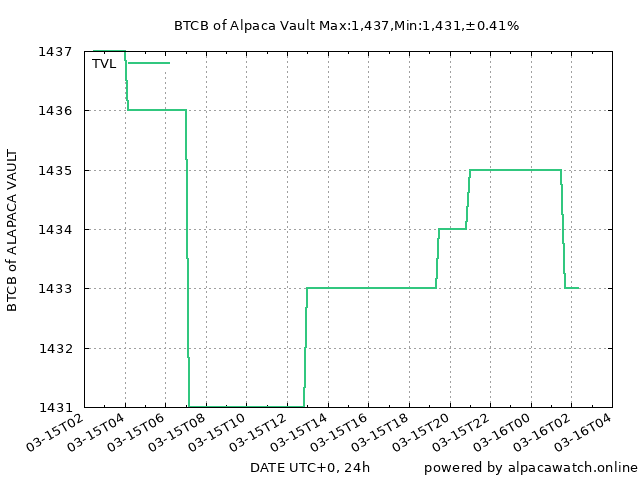 BTCB of Alpaca Vault Max:1,437,Min:1,431,±0.41%
TVL
1437
1436
1435
1434
1433
1432
1431
BTCB of ALAPACA VAULT
03-15T02
03-15T04
03-15T06
03-15T08
03-15T10
03-15T12
03-15T14
03-15T16
03-15T18
03-15T20
03-15T22
03-16T00
03-16T02
03-16T04
DATE UTC+0, 24h
powered by alpacawatch.online